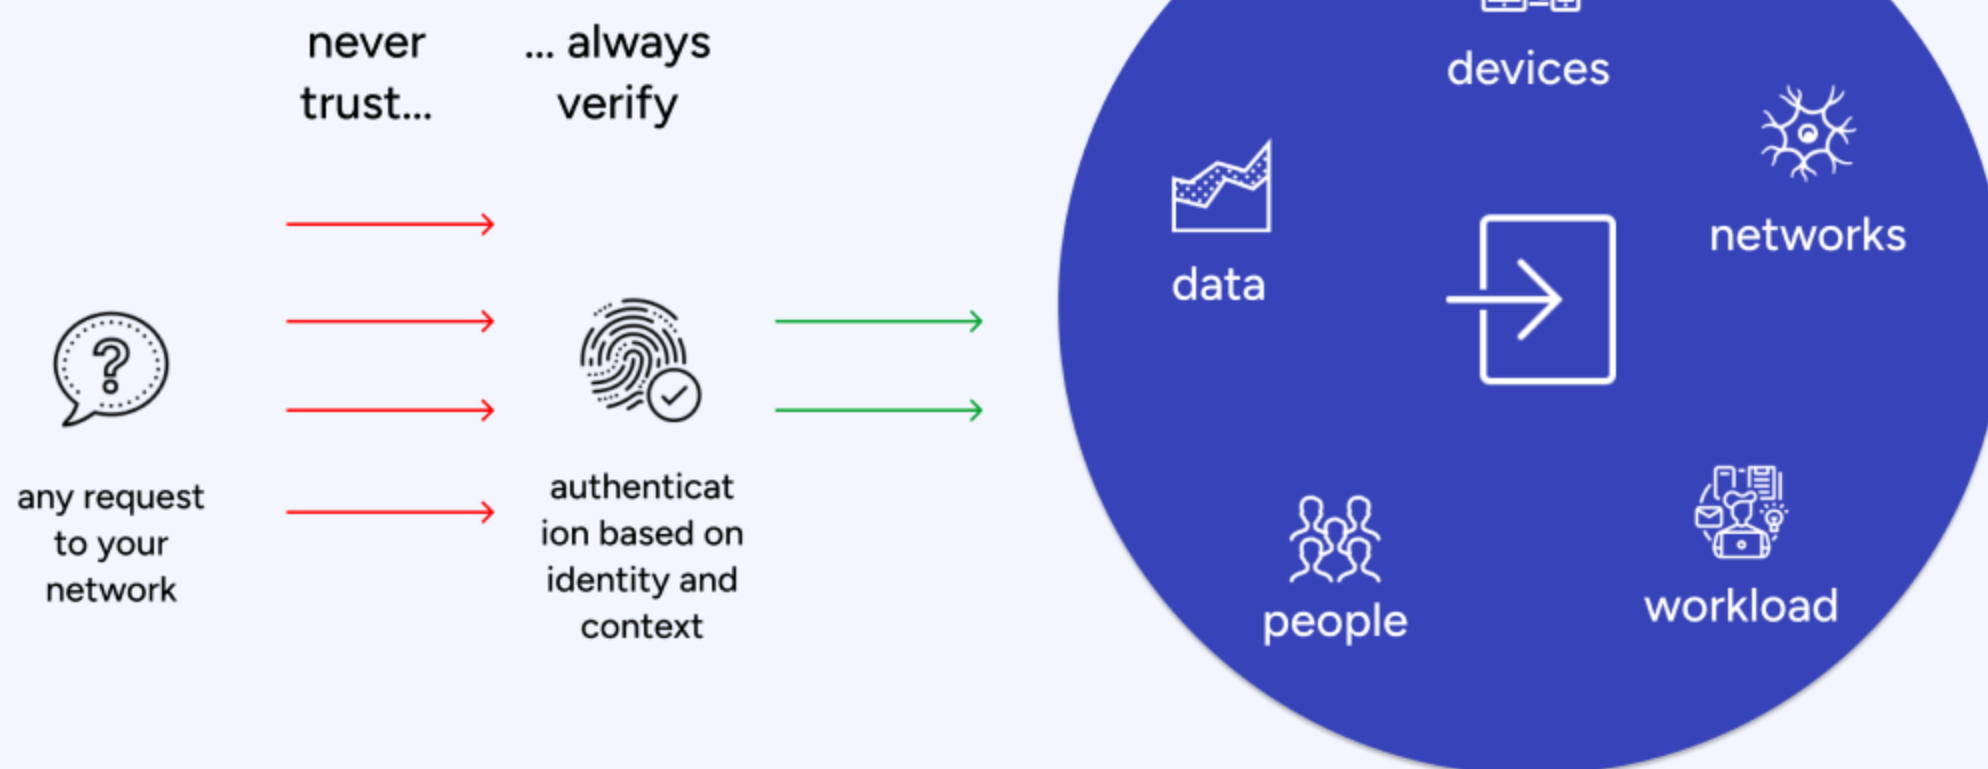 never
trust...
... always
verify
any request
to your
network
authenticat
ion based on
identity and
context
devices
networks
data
people
workload